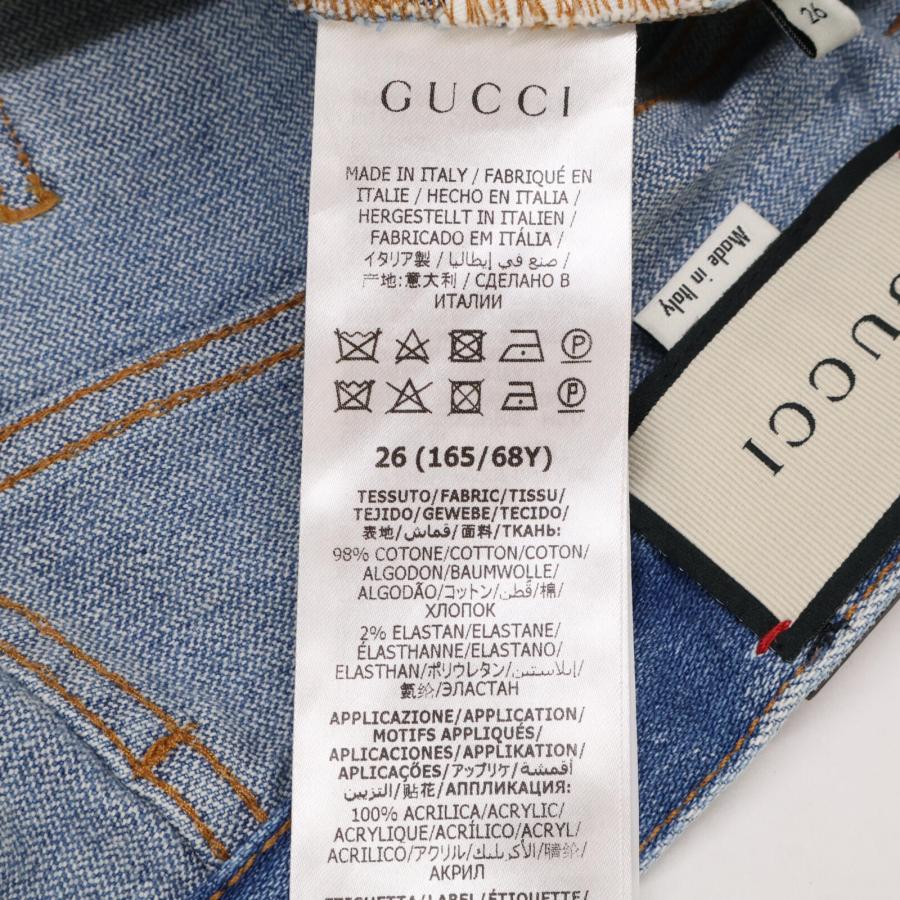 GUCCI
MADE IN ITALY / FABRIQUÉ EN
ITALIE / HECHO EN ITALIA /
HERGESTELLT IN ITALIEN /
FABRICADO EM ITÁLIA /
イタリア製 / صنع في إيطاليا /
产地:意大利 / СДЕЛАНО В
ИТАЛИИ
P
P
26 (165/68Y)
TESSUTO/FABRIC/TISSU/
TEJIDO/GEWEBE/TECIDO/
表地/قماش/面料/ТКАНЬ:
98% COTONE/COTTON/COTON/
ALGODON/BAUMWOLLE/
ALGODÃO/コットン/قطن/棉/
ХЛОПОК
2% ELASTAN/ELASTANE/
ÉLASTHANNE/ELASTANO/
ELASTHAN/ポリウレタン/إيلاستين/
氨纶/ЭЛАСТАН
APPLICAZIONE/APPLICATION/
MOTIFS APPLIQUÉS/
APLICACIONES/APPLIKATION/
APLICAÇÕES/アップリケ/أقمشة
التزيين/贴花/АППЛИКАЦИЯ:
100% ACRILICA/ACRYLIC/
ACRYLIQUE/ACRÍLICO/ACRYL/
ACRILICO/アクリル/الأكريليك/腈纶/
АКРИЛ
ETICHETTA/LABEL/ÉTIQUETTE/
26
Made in Italy
GUCCI